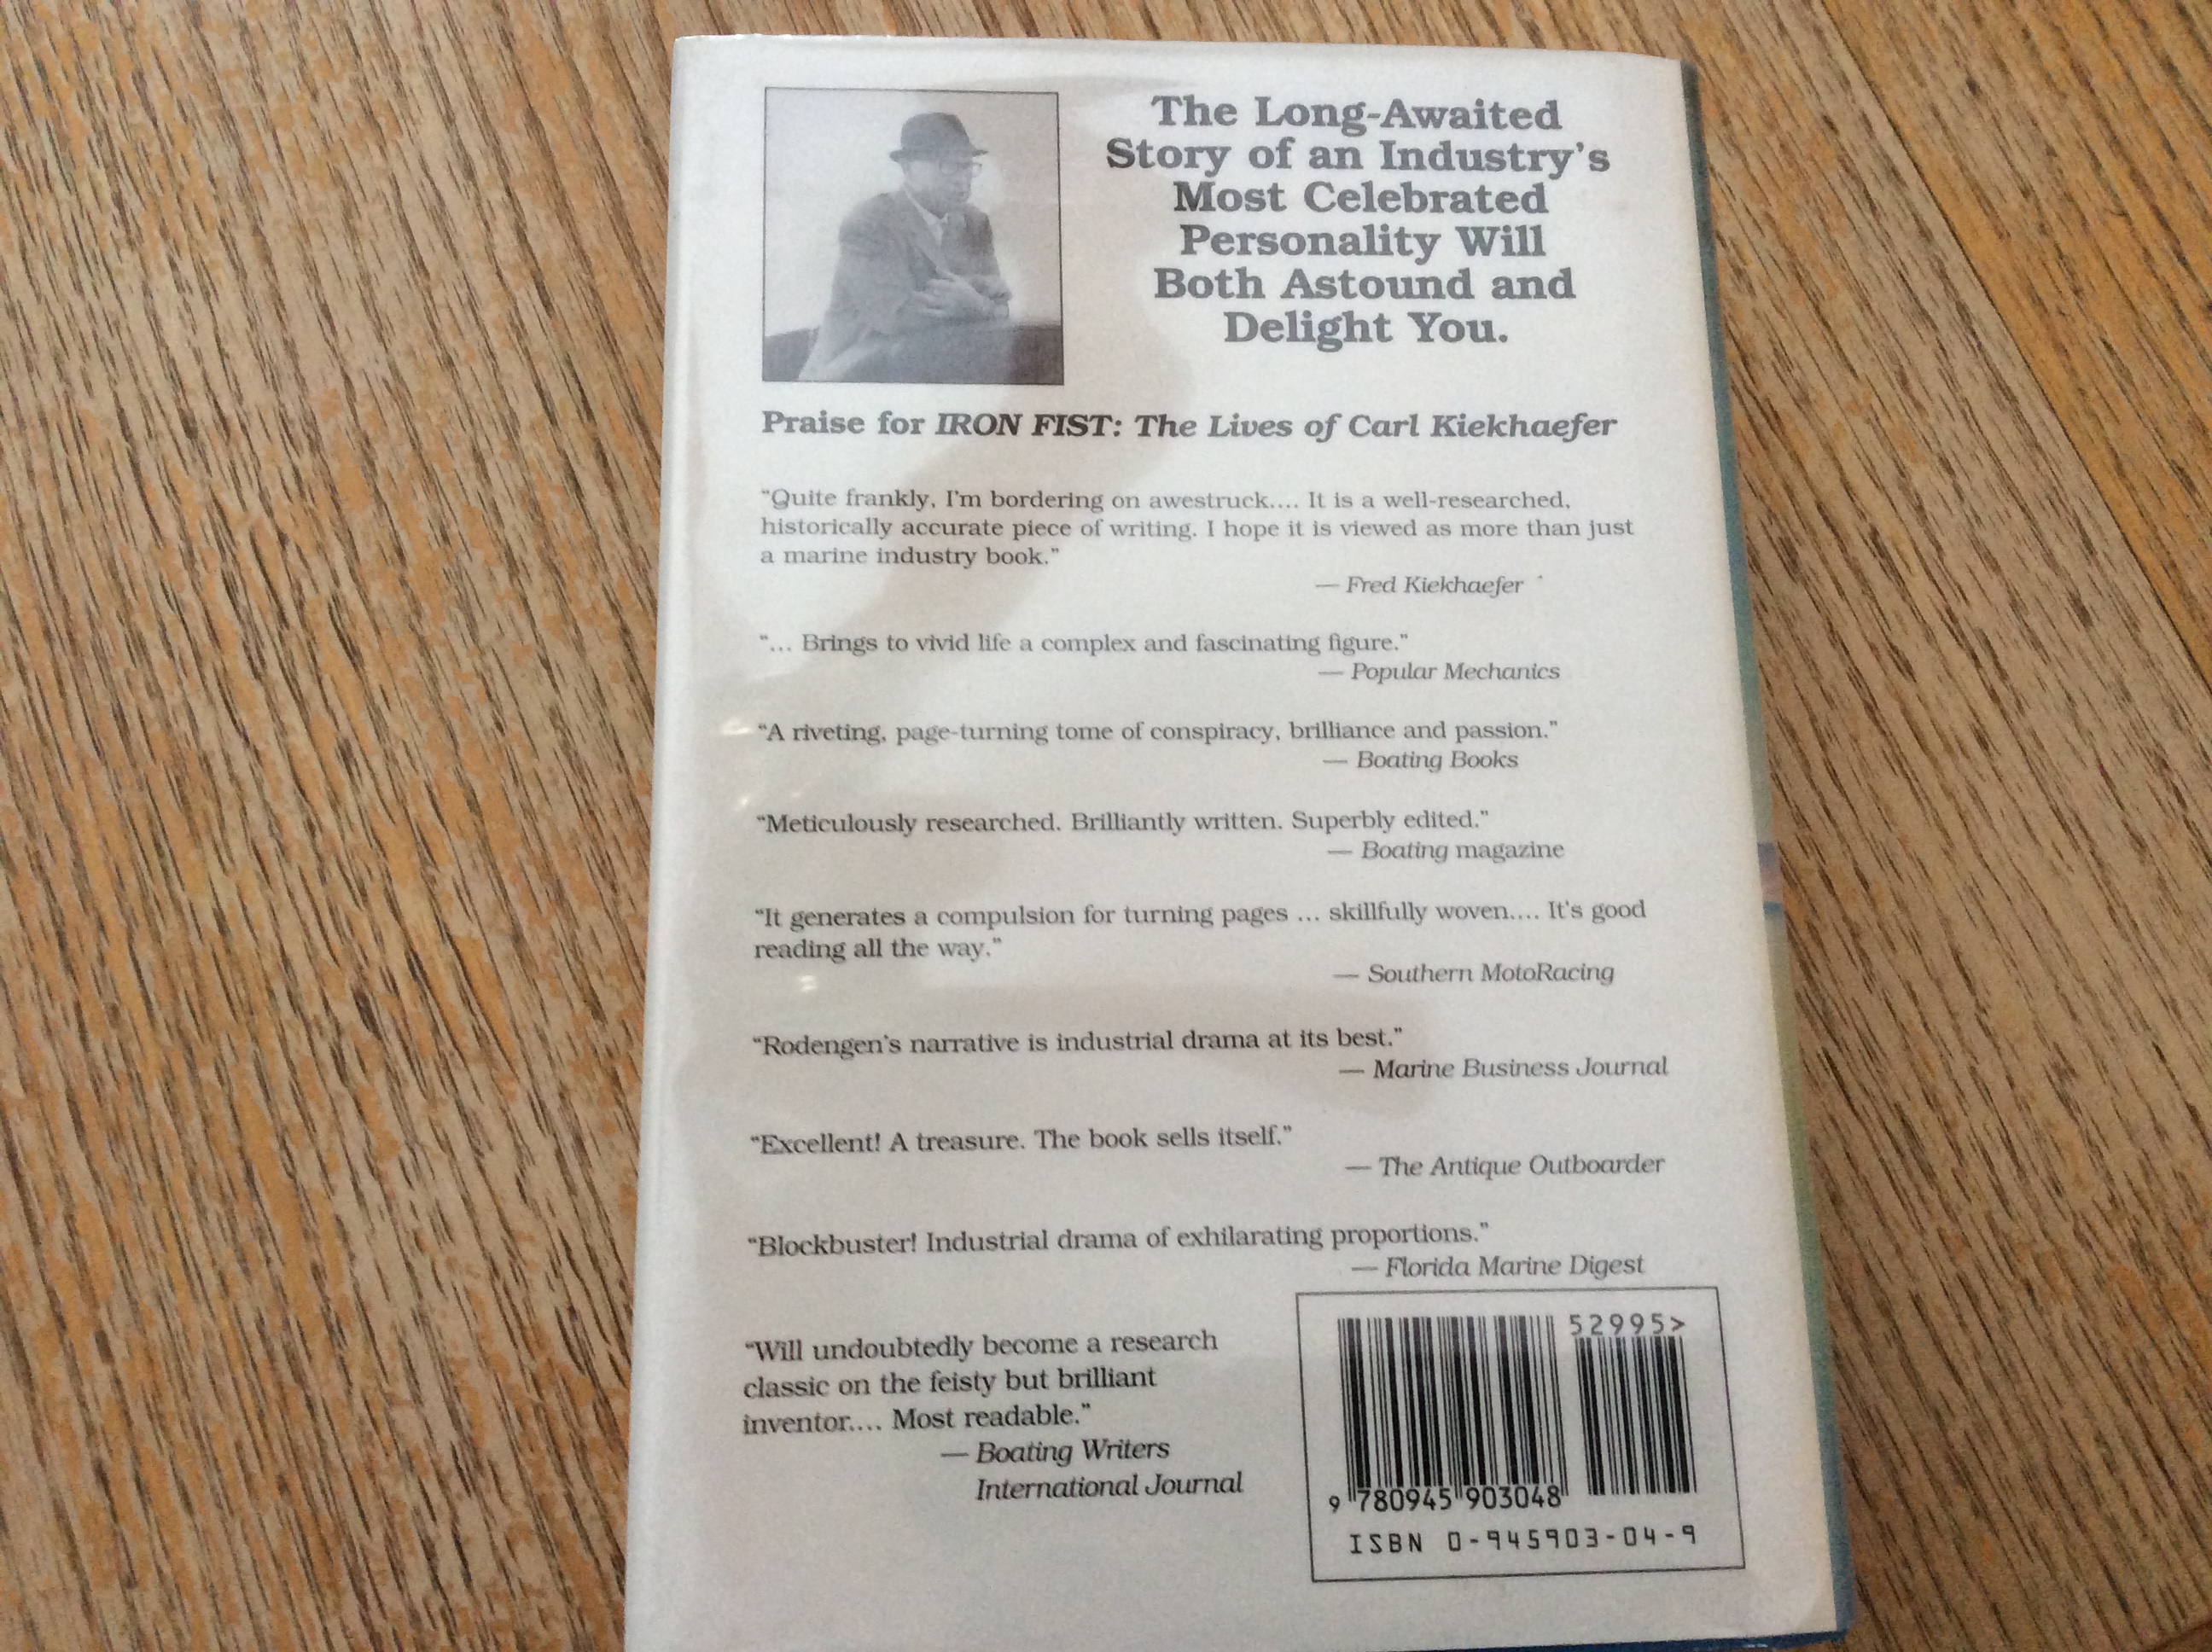 The Long-Awaited
Story of an Industry's
Most Celebrated
Personality Will
Both Astound and
Delight You.
Praise for IRON FIST: The Lives of Carl Kiekhaefer
"Quite frankly, I'm bordering on awestruck.... It is a well-researched,
historically accurate piece of writing. I hope it is viewed as more than just
a marine industry book."
— Fred Kiekhaefer
"... Brings to vivid life a complex and fascinating figure."
— Popular Mechanics
"A riveting, page-turning tome of conspiracy, brilliance and passion."
— Boating Books
"Meticulously researched. Brilliantly written. Superbly edited."
— Boating magazine
"It generates a compulsion for turning pages ... skillfully woven.... It's good
reading all the way."
— Southern MotoRacing
"Rodengen's narrative is industrial drama at its best."
— Marine Business Journal
"Excellent! A treasure. The book sells itself."
— The Antique Outboarder
"Blockbuster! Industrial drama of exhilarating proportions."
— Florida Marine Digest
"Will undoubtedly become a research
classic on the feisty but brilliant
inventor.... Most readable."
— Boating Writers
International Journal
52995>
9 780945 903048
ISBN 0-945903-04-9